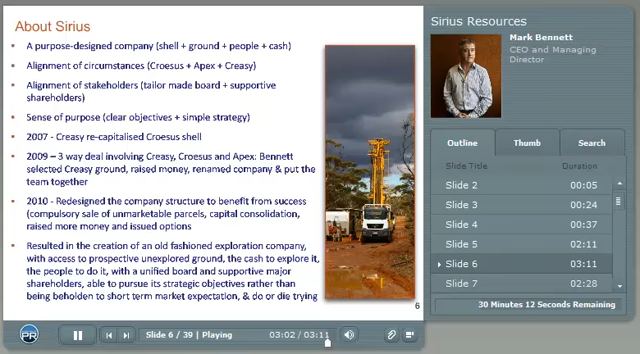 About Sirius
• A purpose-designed company (shell + ground + people + cash)
• Alignment of circumstances (Croesus + Apex + Creasy)
• Alignment of stakeholders (tailor made board + supportive
shareholders)
• Sense of purpose (clear objectives + simple strategy)
• 2007 - Creasy re-capitalised Croesus shell
• 2009 – 3 way deal involving Creasy, Croesus and Apex: Bennett
selected Creasy ground, raised money, renamed company & put the
team together
• 2010 - Redesigned the company structure to benefit from success
(compulsory sale of unmarketable parcels, capital consolidation,
raised more money and issued options
• Resulted in the creation of an old fashioned exploration company,
with access to prospective unexplored ground, the cash to explore it,
the people to do it, with a unified board and supportive major
shareholders, able to pursue its strategic objectives rather than
being beholden to short term market expectation, & do or die trying
6
Sirius Resources
Mark Bennett
CEO and Managing
Director
Outline Thumb Search
Slide Title Duration
Slide 2 00:05
Slide 3 00:24
Slide 4 00:37
Slide 5 02:11
Slide 6 03:11
Slide 7 02:28
30 Minutes 12 Seconds Remaining
PR
Slide 6 / 39 | Playing
03:02 / 03:11